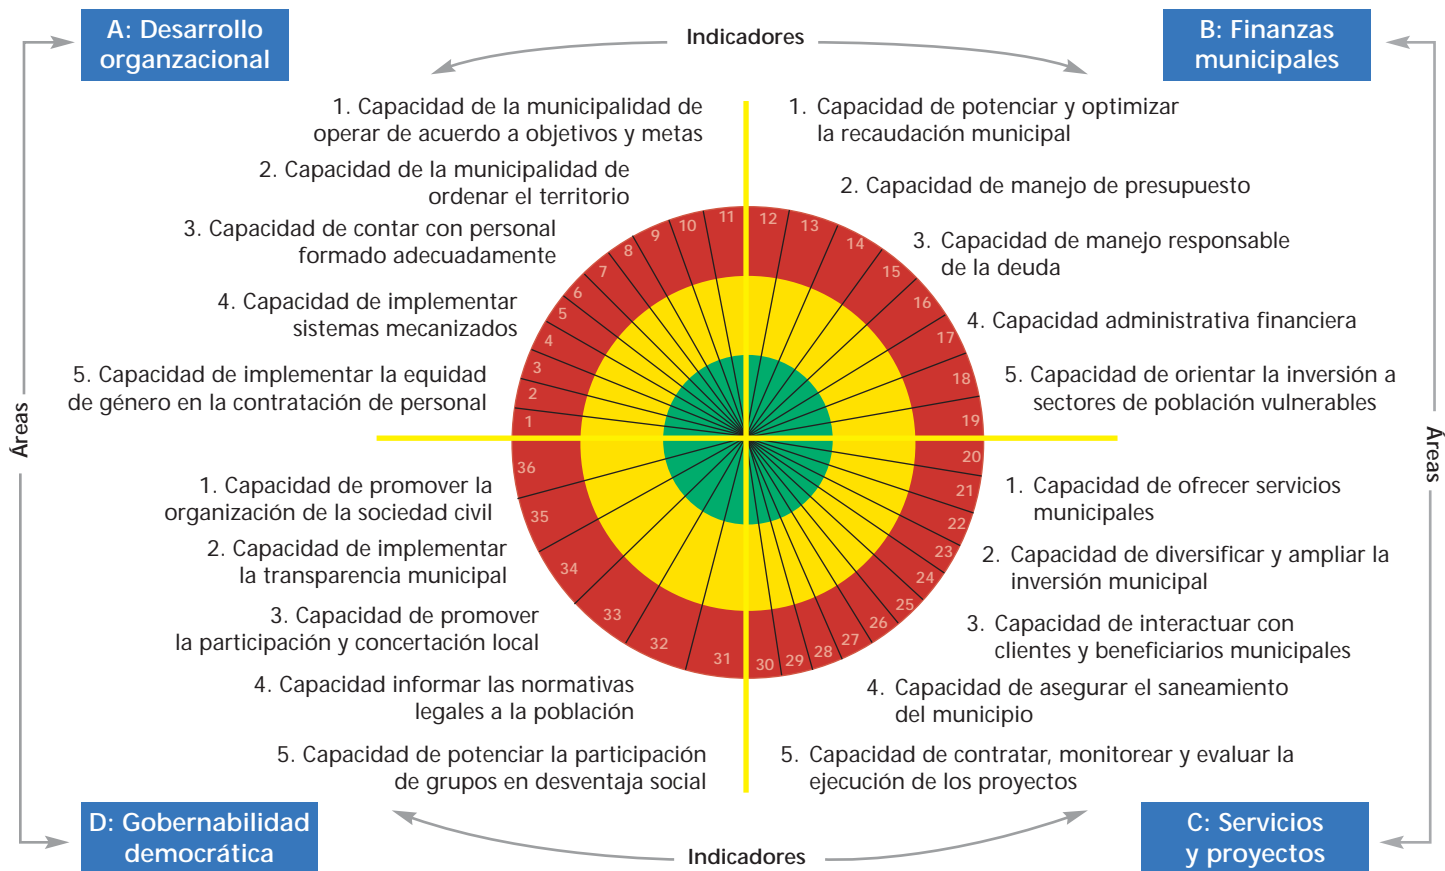 A: Desarrollo
organzacional
Indicadores
B: Finanzas
municipales
1. Capacidad de la municipalidad de
operar de acuerdo a objetivos y metas
2. Capacidad de la municipalidad de
ordenar el territorio
3. Capacidad de contar con personal
formado adecuadamente
4. Capacidad de implementar
sistemas mecanizados
5. Capacidad de implementar la equidad
de género en la contratación de personal
1. Capacidad de potenciar y optimizar
la recaudación municipal
2. Capacidad de manejo de presupuesto
3. Capacidad de manejo responsable
de la deuda
4. Capacidad administrativa financiera
5. Capacidad de orientar la inversión a
sectores de población vulnerables
Áreas
Áreas
1
2
3
4
5
6
7
8
9
10
11
12
13
14
15
16
17
18
19
20
21
22
23
24
25
26
27
28
29
30
31
32
33
34
35
36
1. Capacidad de promover la
organización de la sociedad civil
2. Capacidad de implementar
la transparencia municipal
3. Capacidad de promover
la participación y concertación local
4. Capacidad informar las normativas
legales a la población
5. Capacidad de potenciar la participación
de grupos en desventaja social
1. Capacidad de ofrecer servicios
municipales
2. Capacidad de diversificar y ampliar la
inversión municipal
3. Capacidad de interactuar con
clientes y beneficiarios municipales
4. Capacidad de asegurar el saneamiento
del municipio
5. Capacidad de contratar, monitorear y evaluar la
ejecución de los proyectos
D: Gobernabilidad
democrática
Indicadores
C: Servicios
y proyectos